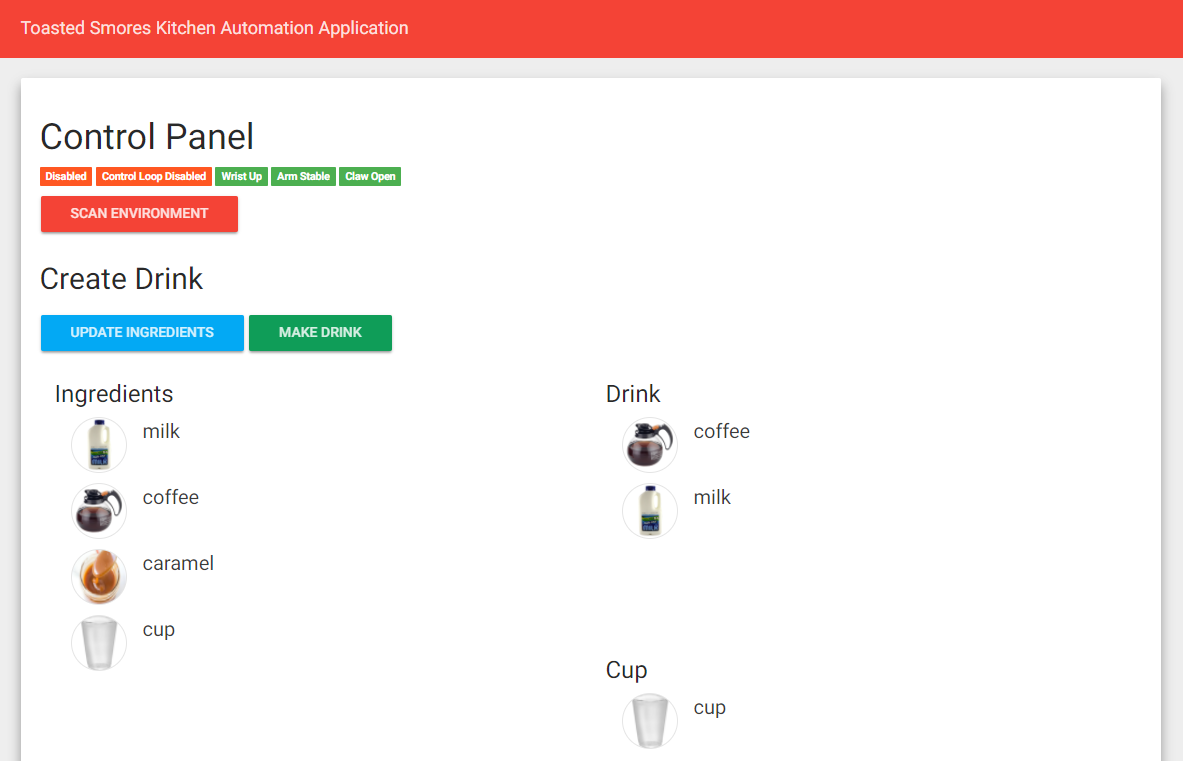 Toasted Smores Kitchen Automation Application
Control Panel
Disabled Control Loop Disabled Wrist Up Arm Stable Claw Open
SCAN ENVIRONMENT
Create Drink
UPDATE INGREDIENTS MAKE DRINK
Ingredients
milk
coffee
caramel
cup
Drink
coffee
milk
Cup
cup